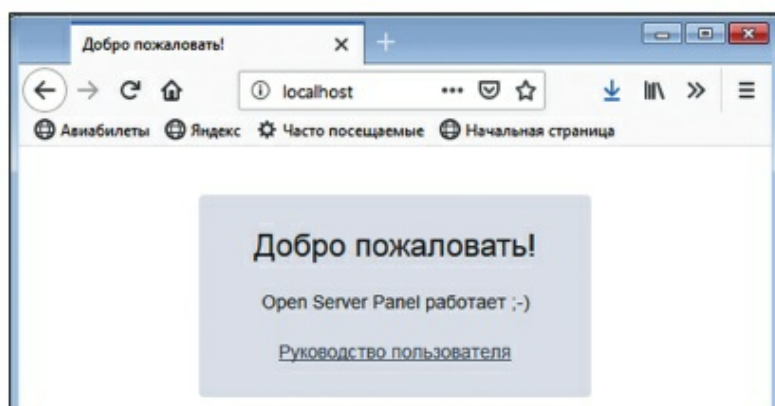 Добро пожаловать!
localhost
Авиабилеты Яндекс Часто посещаемые Начальная страница
Добро пожаловать!
Open Server Panel работает ;-)
Руководство пользователя